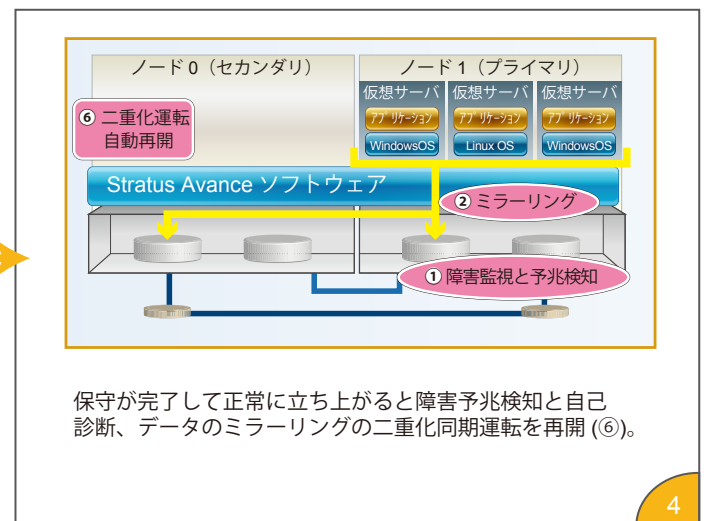 ノード 0（セカンダリ）
ノード 1（プライマリ）
仮想サーバ 仮想サーバ 仮想サーバ
アプリケーション アプリケーション アプリケーション
WindowsOS Linux OS WindowsOS
⑥ 二重化運転
自動再開
Stratus Avance ソフトウェア
② ミラーリング
① 障害監視と予兆検知
保守が完了して正常に立ち上がると障害予兆検知と自己
診断、データのミラーリングの二重化同期運転を再開 (⑥)。
4